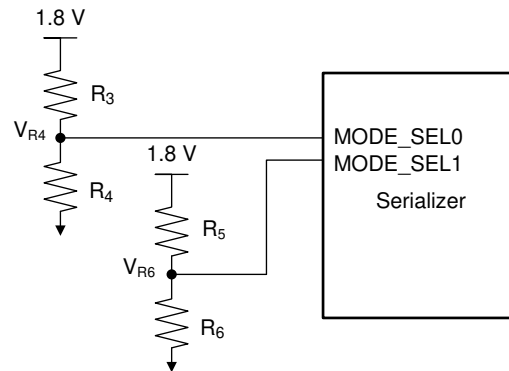 1.8 V
R3
VR4
MODE_SEL0
1.8 V
MODE_SEL1
R4
Serializer
R5
VR6
R6